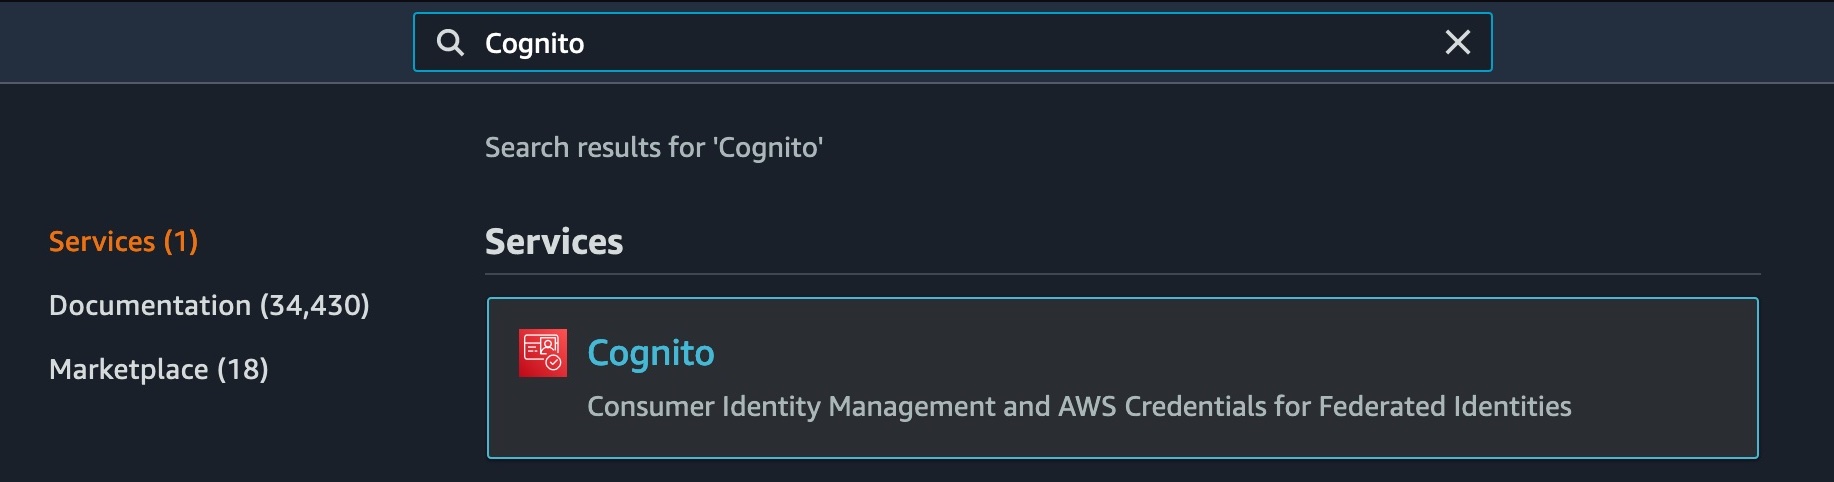 Cognito
Search results for 'Cognito'
Services (1)
Documentation (34,430)
Marketplace (18)
Services
Cognito
Consumer Identity Management and AWS Credentials for Federated Identities